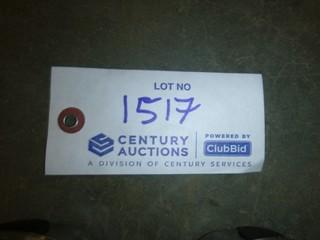 LOT NO
1517
CENTURY AUCTIONS
POWERED BY
ClubBid
A DIVISION OF CENTURY SERVICES